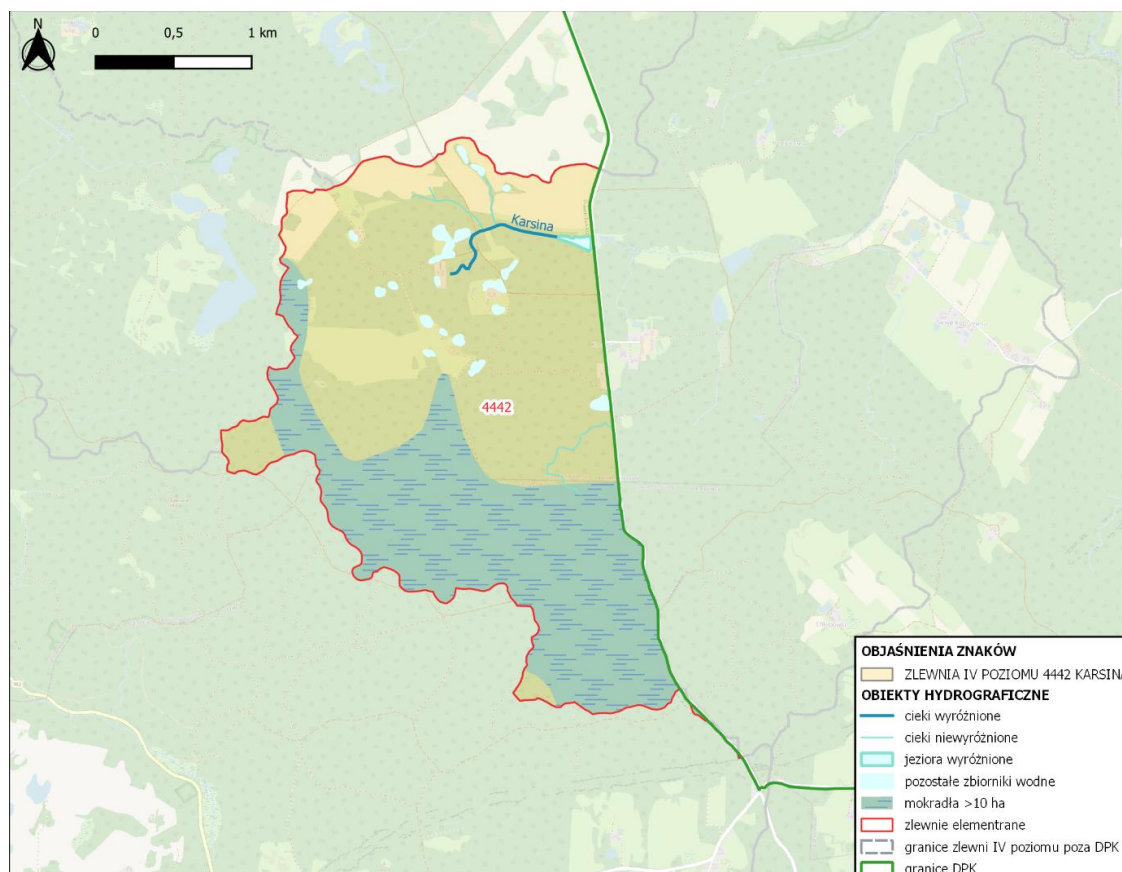 N
0 0,5 1 km
Karsina
4442
OBJAŚNIENIA ZNAKÓW
ZLEWNIA IV POZIOMU 4442 KARSINA
OBIEKTY HYDROGRAFICZNE
cieki wyróżnione
cieki niewyróżnione
jeziora wyróżnione
pozostałe zbiorniki wodne
mokradła >10 ha
zlewnie elementrane
granice zlewni IV poziomu poza DPK
granice DPK